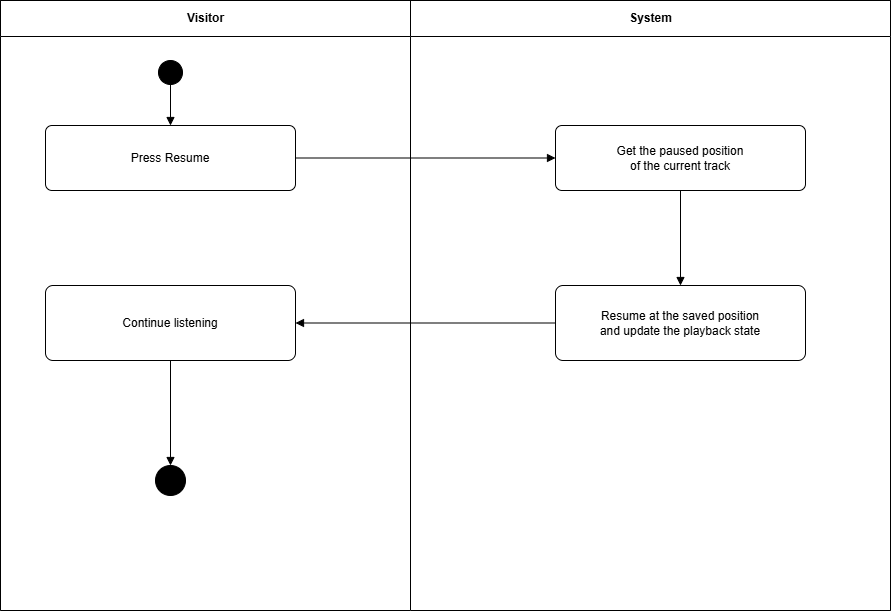 Visitor
System
Press Resume
Get the paused position
of the current track
Continue listening
Resume at the saved position
and update the playback state